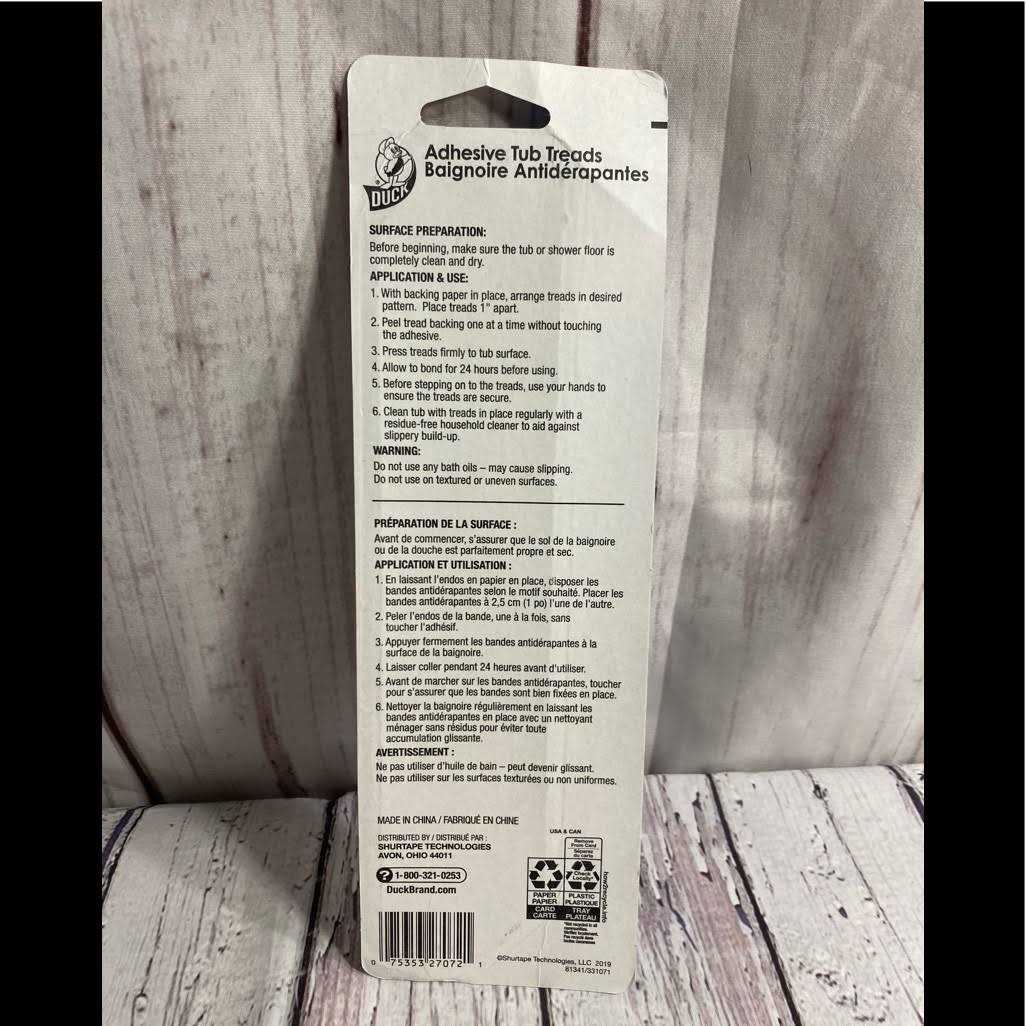 Adhesive Tub Treads
Baignoire Antidérapantes
DUCK
®
SURFACE PREPARATION:
Before beginning, make sure the tub or shower floor is
completely clean and dry.
APPLICATION & USE:
1. With backing paper in place, arrange treads in desired
pattern. Place treads 1" apart.
2. Peel tread backing one at a time without touching
the adhesive.
3. Press treads firmly to tub surface.
4. Allow to bond for 24 hours before using.
5. Before stepping on to the treads, use your hands to
ensure the treads are secure.
6. Clean tub with treads in place regularly with a
residue-free household cleaner to aid against
slippery build-up.
WARNING:
Do not use any bath oils – may cause slipping.
Do not use on textured or uneven surfaces.
PRÉPARATION DE LA SURFACE :
Avant de commencer, s'assurer que le sol de la baignoire
ou de la douche est parfaitement propre et sec.
APPLICATION ET UTILISATION :
1. En laissant l'endos en papier en place, disposer les
bandes antidérapantes selon le motif souhaité. Placer les
bandes antidérapantes à 2,5 cm (1 po) l'une de l'autre.
2. Peler l'endos de la bande, une à la fois, sans
toucher l'adhésif.
3. Appuyer fermement les bandes antidérapantes à la
surface de la baignoire.
4. Laisser coller pendant 24 heures avant d'utiliser.
5. Avant de marcher sur les bandes antidérapantes, toucher
pour s'assurer que les bandes sont bien fixées en place.
6. Nettoyer la baignoire régulièrement en laissant les
bandes antidérapantes en place avec un nettoyant
ménager sans résidus pour éviter toute
accumulation glissante.
AVERTISSEMENT :
Ne pas utiliser d'huile de bain – peut devenir glissant.
Ne pas utiliser sur les surfaces texturées ou non uniformes.
MADE IN CHINA / FABRIQUÉ EN CHINE
DISTRIBUTED BY / DISTRIBUÉ PAR :
SHURTAPE TECHNOLOGIES
AVON, OHIO 44011
? 1-800-321-0253
DuckBrand.com
USA & CAN
Remove
From Card
Séparez
du carte
Check
Locally*
PAPER
PAPIER
CARD
CARTE
PLASTIC
PLASTIQUE
TRAY
PLATEAU
how2recycle.info
*Not recycled in all
communities.
0 75353 27072 1
©Shurtape Technologies, LLC 2019
81341/331071